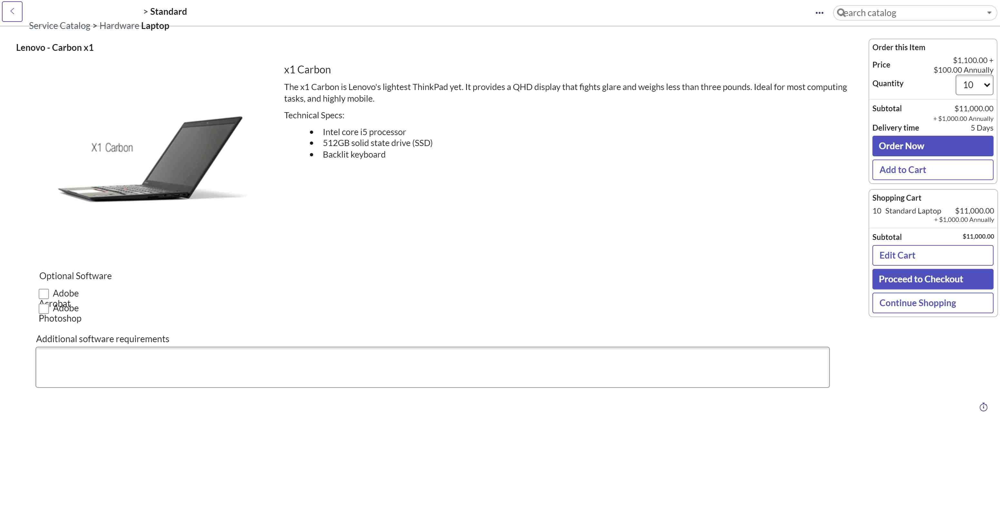 > Standard
Service Catalog > Hardware Laptop
Search catalog
Lenovo - Carbon x1
X1 Carbon
x1 Carbon
The x1 Carbon is Lenovo's lightest ThinkPad yet. It provides a QHD display that fights glare and weighs less than three pounds. Ideal for most computing
tasks, and highly mobile.
Technical Specs:
Intel core i5 processor
512GB solid state drive (SSD)
Backlit keyboard
Optional Software
Adobe
Acrobat
Adobe
Photoshop
Additional software requirements
Order this Item
Price $1,100.00 +
$100.00 Annually
Quantity 10
Subtotal $11,000.00
+ $1,000.00 Annually
Delivery time 5 Days
Order Now
Add to Cart
Shopping Cart
10 Standard Laptop $11,000.00
+ $1,000.00 Annually
Subtotal $11,000.00
Edit Cart
Proceed to Checkout
Continue Shopping